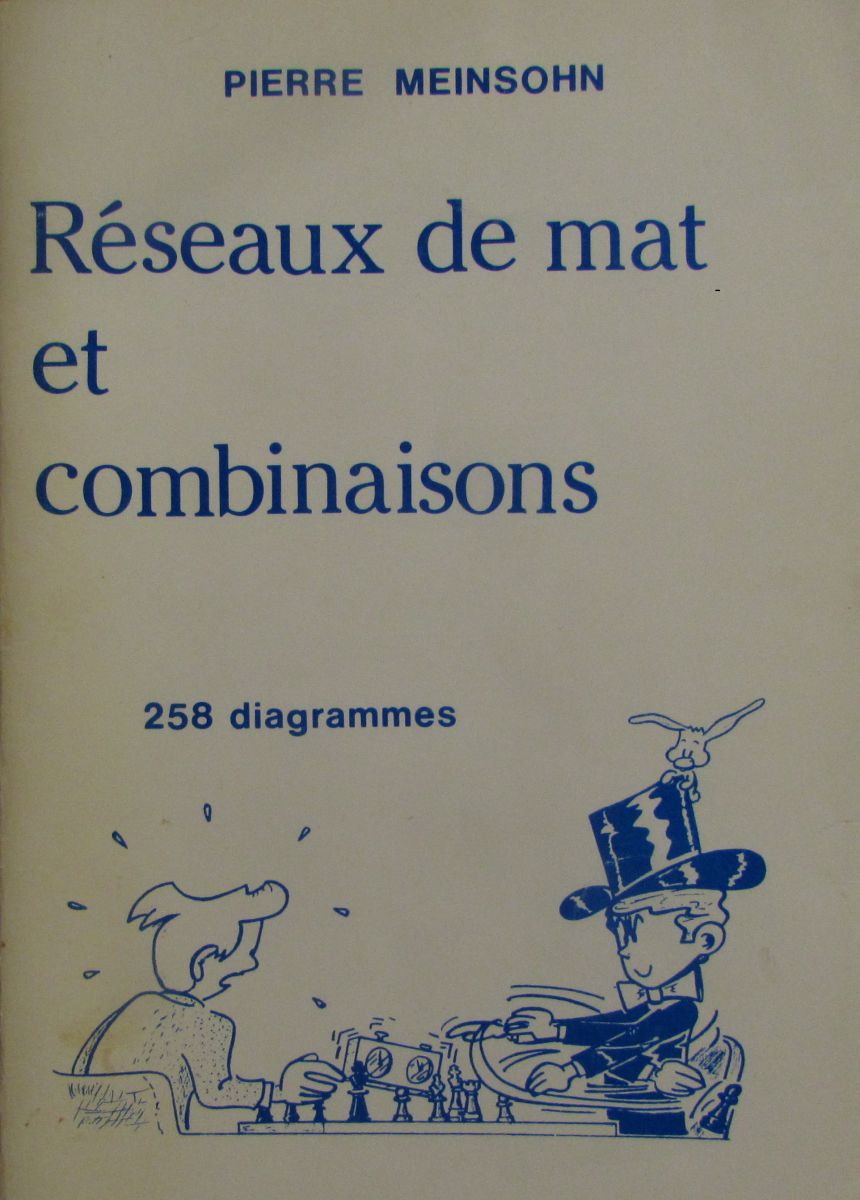 PIERRE MEINSOHN
Réseaux de mat
et
combinaisons
258 diagrammes